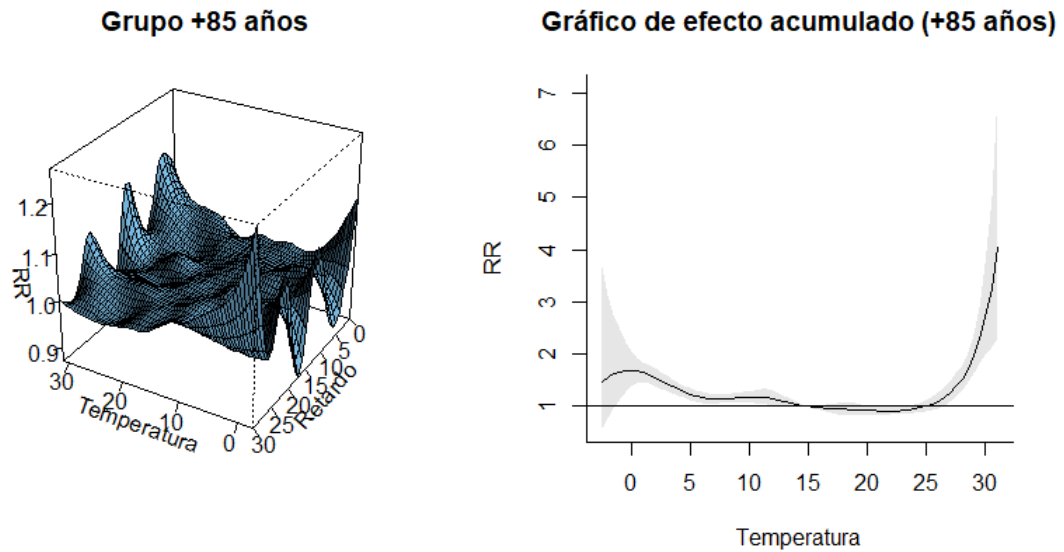 Grupo +85 años
1.2
1.1
1.0
0.9
RR
30
20
10
0
Temperatura
0
5
10
15
20
25
30
Retardo
Gráfico de efecto acumulado (+85 años)
7
6
5
4
3
2
1
RR
0 5 10 15 20 25 30
Temperatura